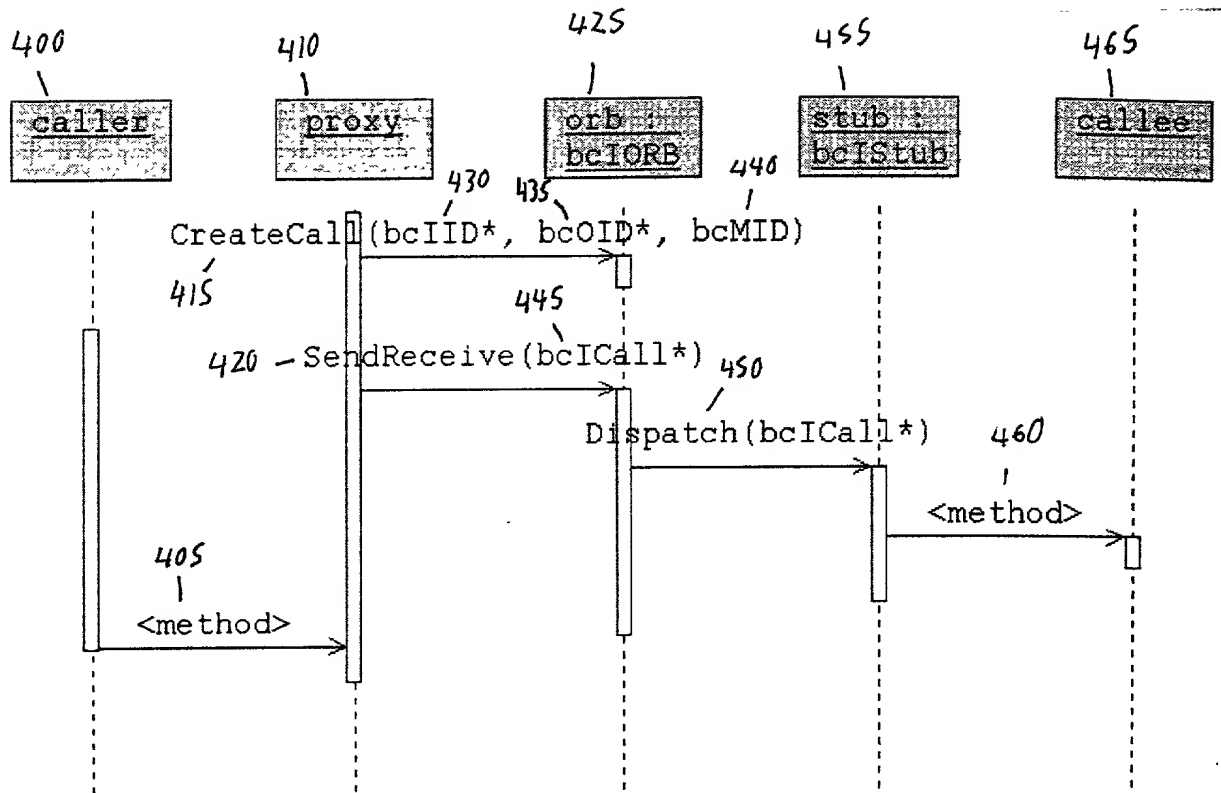 400
410
425
455
465
caller
proxy
orb :
bcIORB
stub :
bcIStub
callee
430
435
440
CreateCall(bcIID*, bcOID*, bcMID)
415
445
420
SendReceive(bcICall*)
450
Dispatch(bcICall*)
460
<method>
405
<method>